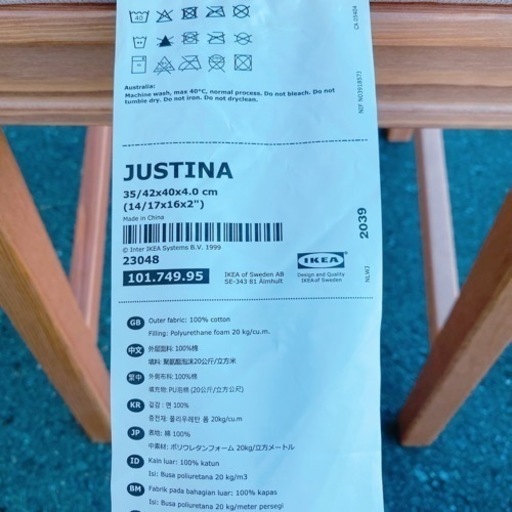 40
Australia:
Machine wash, max 40°C, normal process. Do not bleach. Do not
tumble dry. Do not iron. Do not dryclean.
CA 05404
JUSTINA
35/42x40x4.0 cm
(14/17x16x2")
Made in China
© Inter IKEA Systems B.V. 1999
23048
101.749.95
IKEA of Sweden AB
SE-343 81 Älmhult
IKEA
Design and Quality
IKEA of Sweden
2039
GB Outer fabric: 100% cotton
Filling: Polyurethane foam 20 kg/cu.m.
中文 外层面料: 100%棉
填料: 聚氨酯泡沫20公斤/立方米
繁中 外側布料: 100%棉
填充物: PU泡棉 (20公斤/立方公尺)
KR 겉감 : 면 100%
충전재: 폴리우레탄 폼 20kg/cu.m
JP 表地: 綿 100%
中素材: ポリウレタンフォーム 20kg/立方メートル
ID Kain luar: 100% katun
Isi: Busa poliuretana 20 kg/m3
BM Fabrik pada bahagian luar: 100% kapas
Isi: Busa poliuretana 20 kg/meter persegi